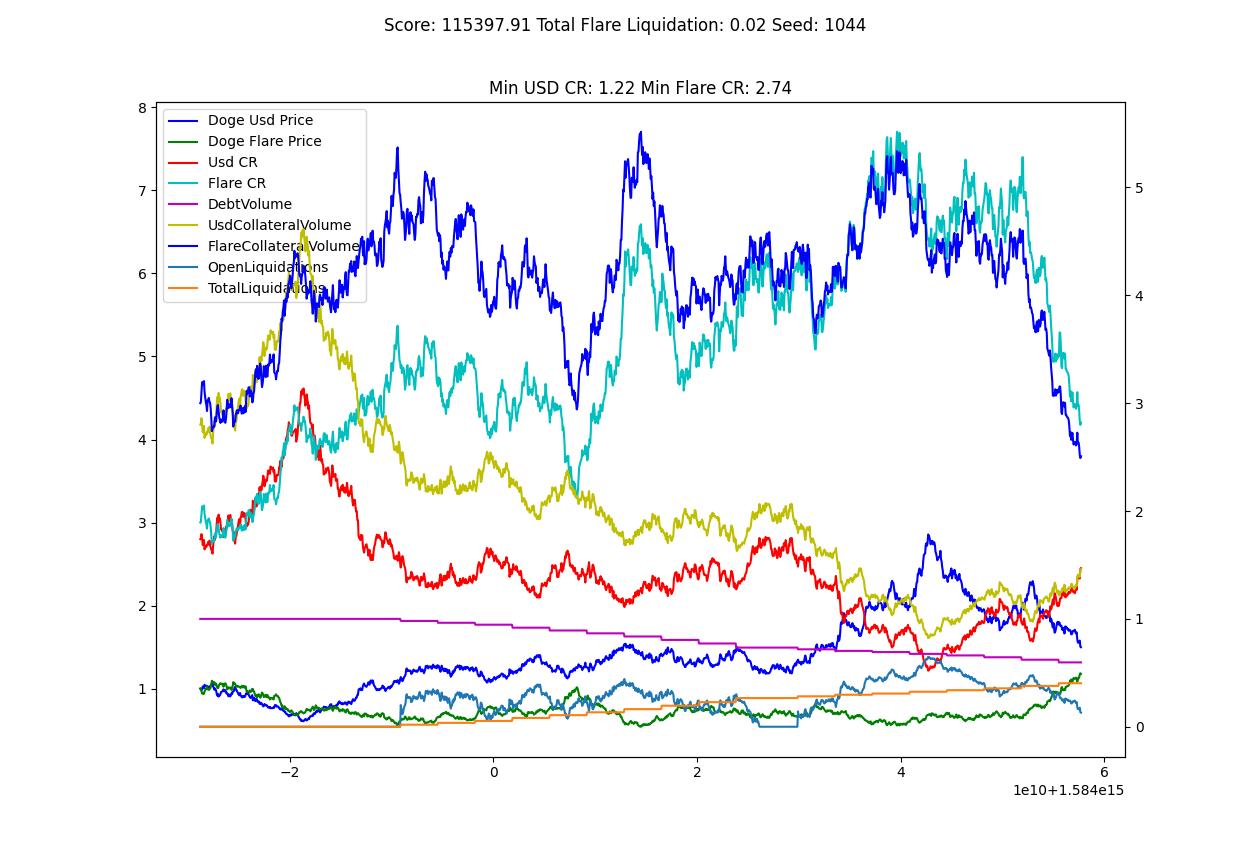 Score: 115397.91 Total Flare Liquidation: 0.02 Seed: 1044
Min USD CR: 1.22 Min Flare CR: 2.74
Doge Usd Price
Doge Flare Price
Usd CR
Flare CR
DebtVolume
UsdCollateralVolume
FlareCollateralVolume
OpenLiquidations
TotalLiquidations
8
7
6
5
4
3
2
1
5
4
3
2
1
0
−2
0
2
4
6
1e10+1.584e15